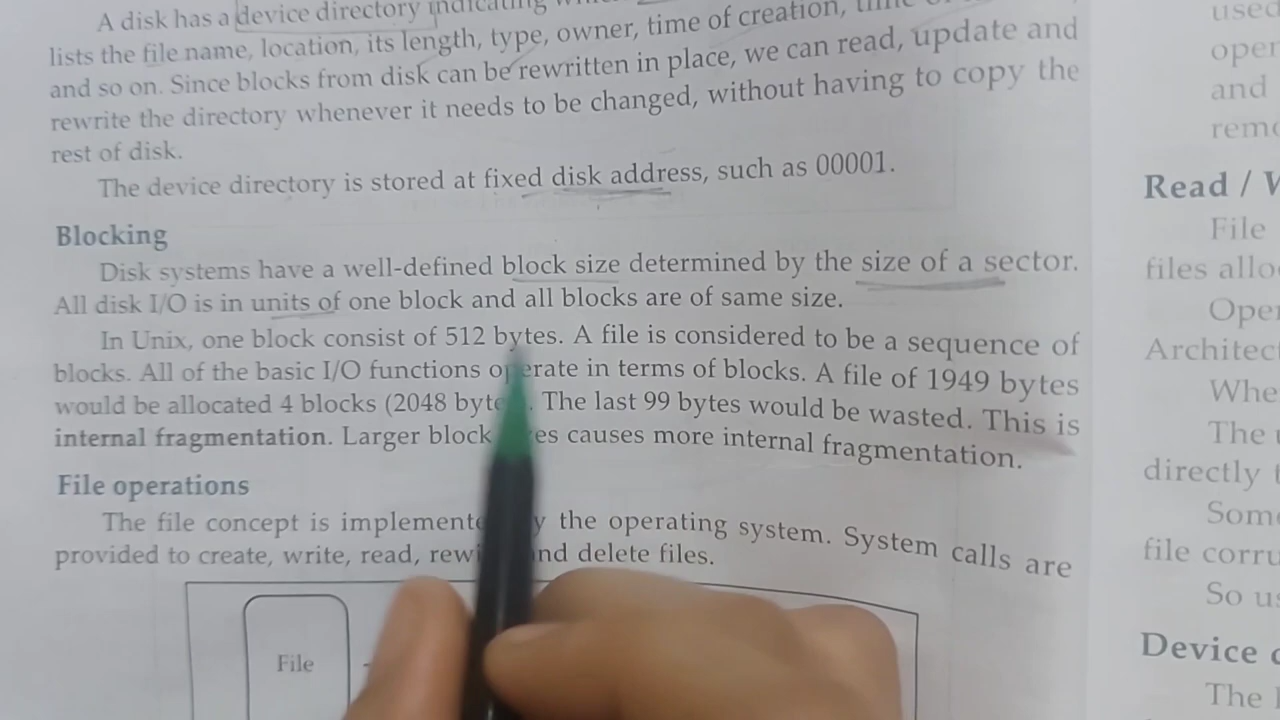 A disk has a device directory indicating
lists the file name, location, its length, type, owner, time of creation, time
and so on. Since blocks from disk can be rewritten in place, we can read, update and
rewrite the directory whenever it needs to be changed, without having to copy the
rest of disk.
The device directory is stored at fixed disk address, such as 00001.
Blocking
Disk systems have a well-defined block size determined by the size of a sector.
All disk I/O is in units of one block and all blocks are of same size.
In Unix, one block consist of 512 bytes. A file is considered to be a sequence of
blocks. All of the basic I/O functions operate in terms of blocks. A file of 1949 bytes
would be allocated 4 blocks (2048 byte . The last 99 bytes would be wasted. This is
internal fragmentation. Larger block es causes more internal fragmentation.
File operations
The file concept is implemente y the operating system. System calls are
provided to create, write, read, rewi nd delete files.
File
used
oper
and
remo
Read /
File
files allo
Oper
Architec
Whe
The
directly
Some
file corru
So us
Device
The